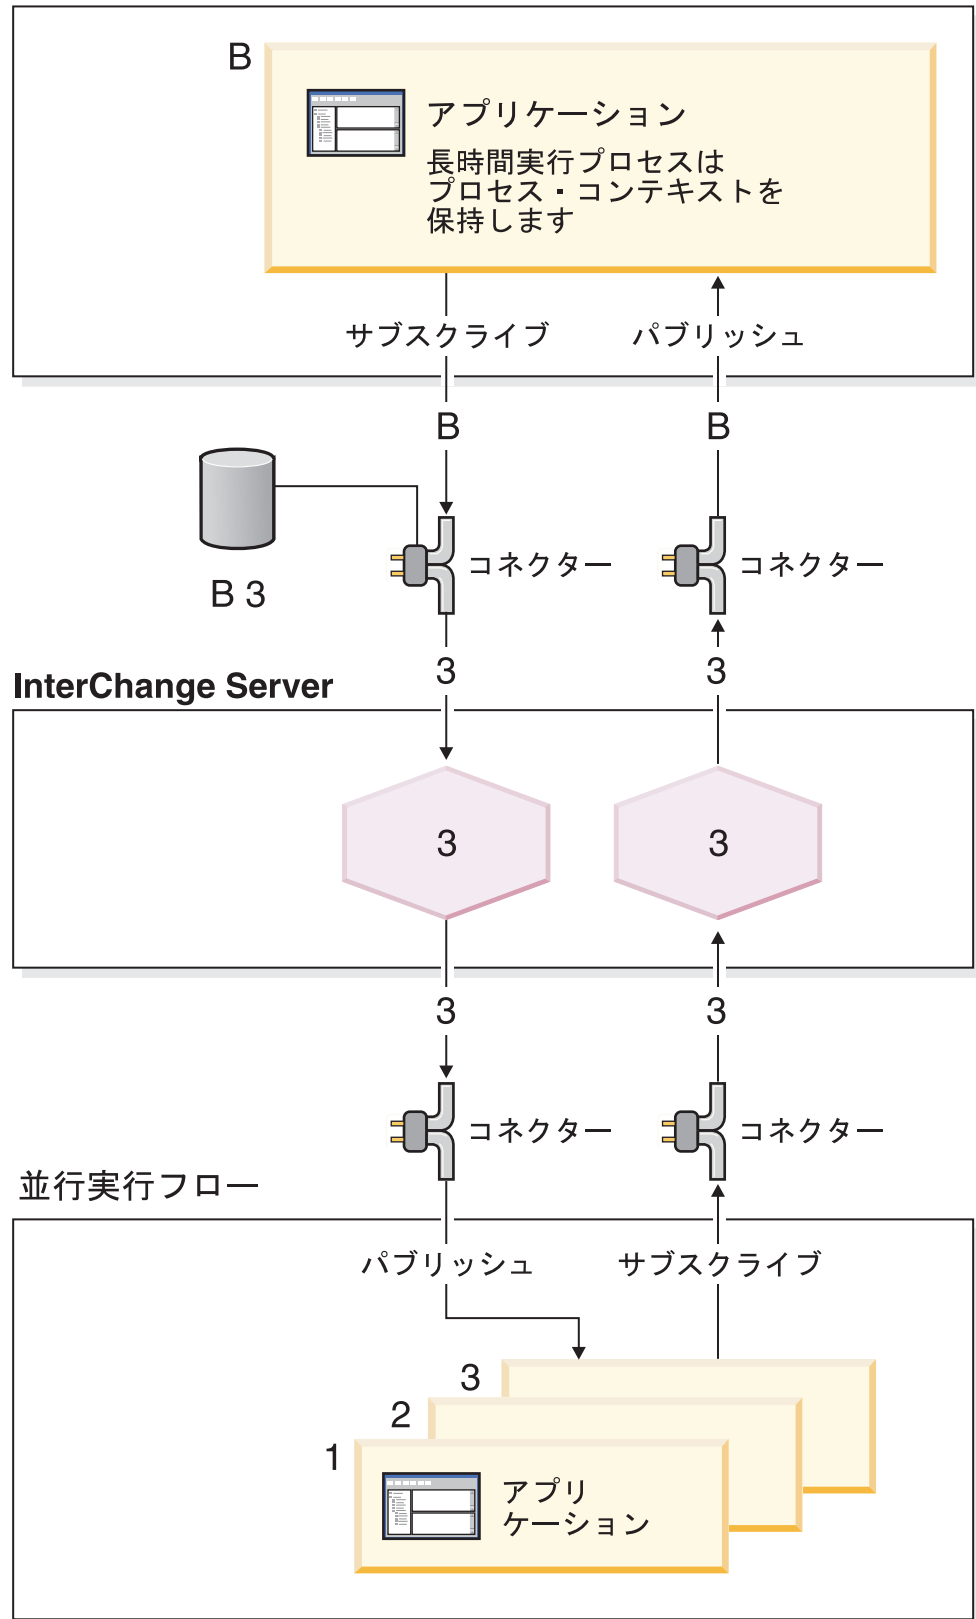 B
アプリケーション
長時間実行プロセスは
プロセス・コンテキストを
保持します
サブスクライブ
パブリッシュ
B
B
コネクター
コネクター
B 3
3
3
InterChange Server
3
3
3
3
コネクター
コネクター
並行実行フロー
パブリッシュ
サブスクライブ
3
2
1
アプリ
ケーション